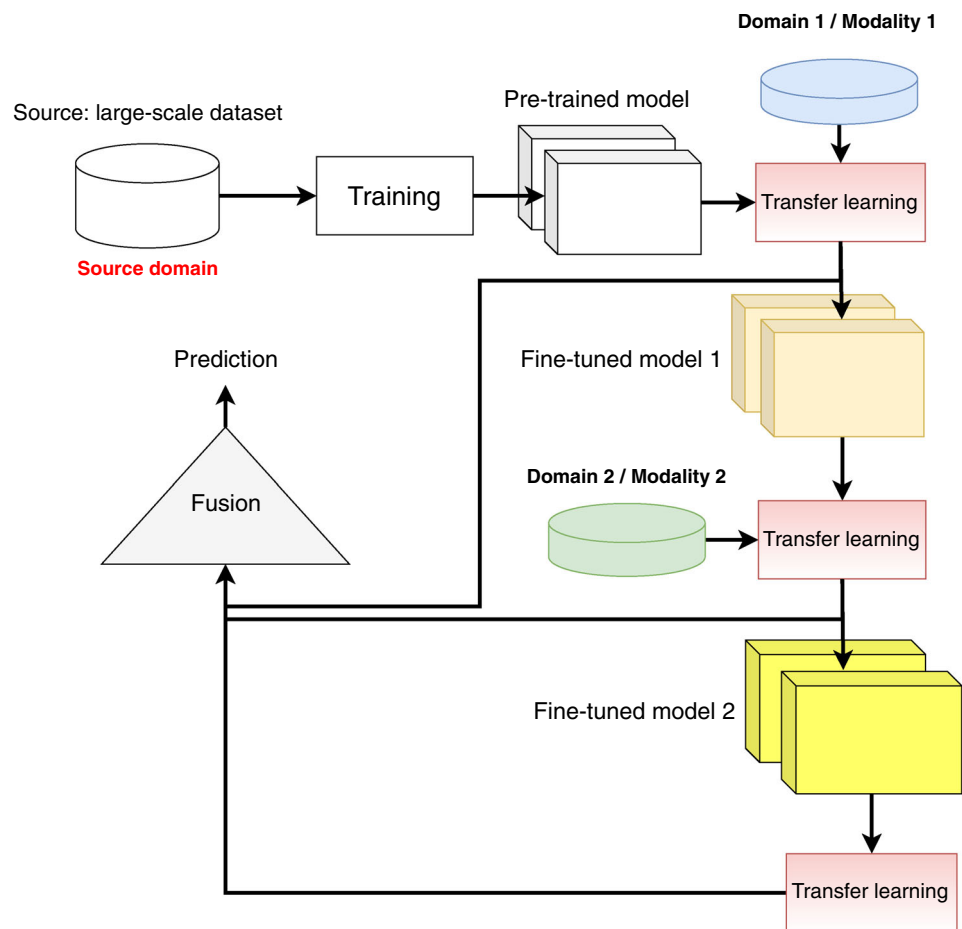 Domain 1 / Modality 1
Source: large-scale dataset
Pre-trained model
Training
Transfer learning
Source domain
Prediction
Fine-tuned model 1
Domain 2 / Modality 2
Fusion
Transfer learning
Fine-tuned model 2
Transfer learning